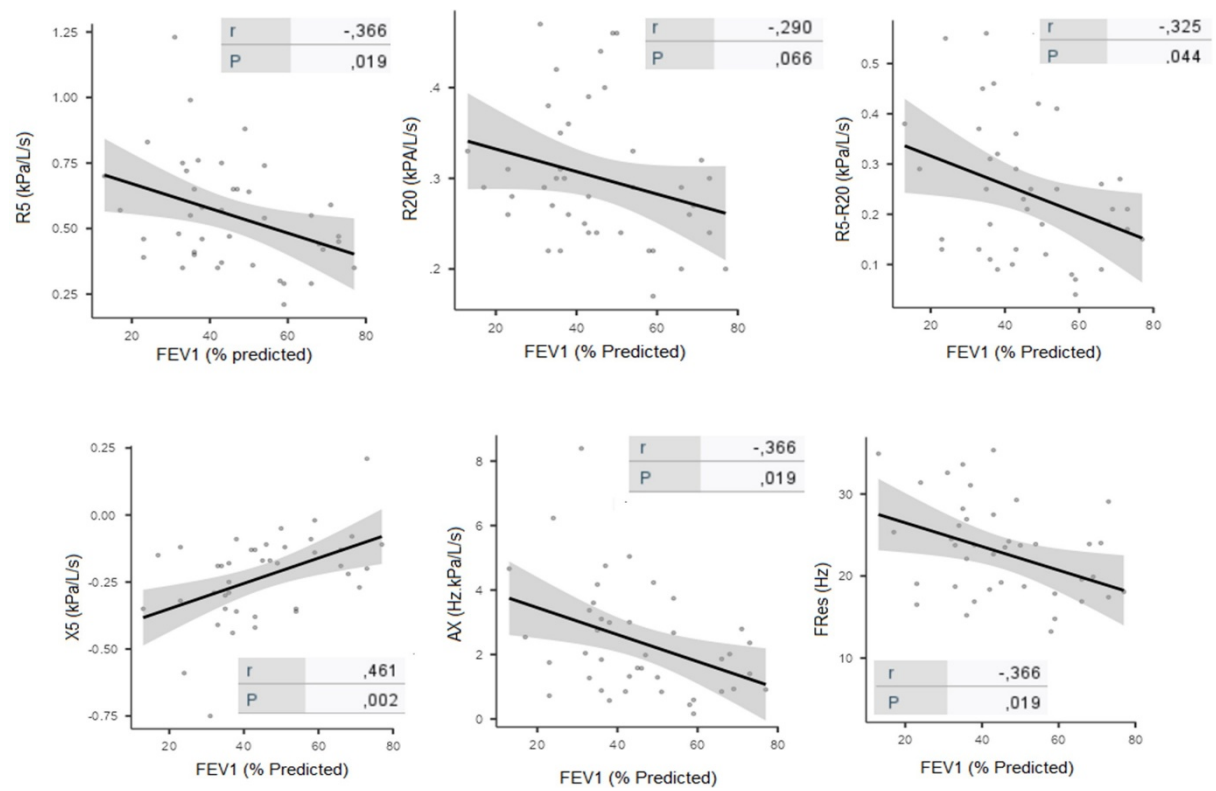 r -,366
P ,019
1.25
1.00
0.75
0.50
0.25
R5 (kPa/L/s)
20 40 60 80
FEV1 (% predicted)
r -,290
P ,066
.4
.3
.2
R20 (kPA/L/s)
20 40 60 80
FEV1 (% Predicted)
r -,325
P ,044
0.5
0.4
0.3
0.2
0.1
R5-R20 (kPa/L/s)
20 40 60 80
FEV1 (% Predicted)
0.25
0.00
-0.25
-0.50
-0.75
X5 (kPa/L/s)
r ,461
P ,002
20 40 60 80
FEV1 (% Predicted)
r -,366
P ,019
8
6
4
2
0
AX (Hz.kPa/L/s)
20 40 60 80
FEV1 (% Predicted)
30
20
10
FRes (Hz)
r -,366
P ,019
20 40 60 80
FEV1 (% Predicted)